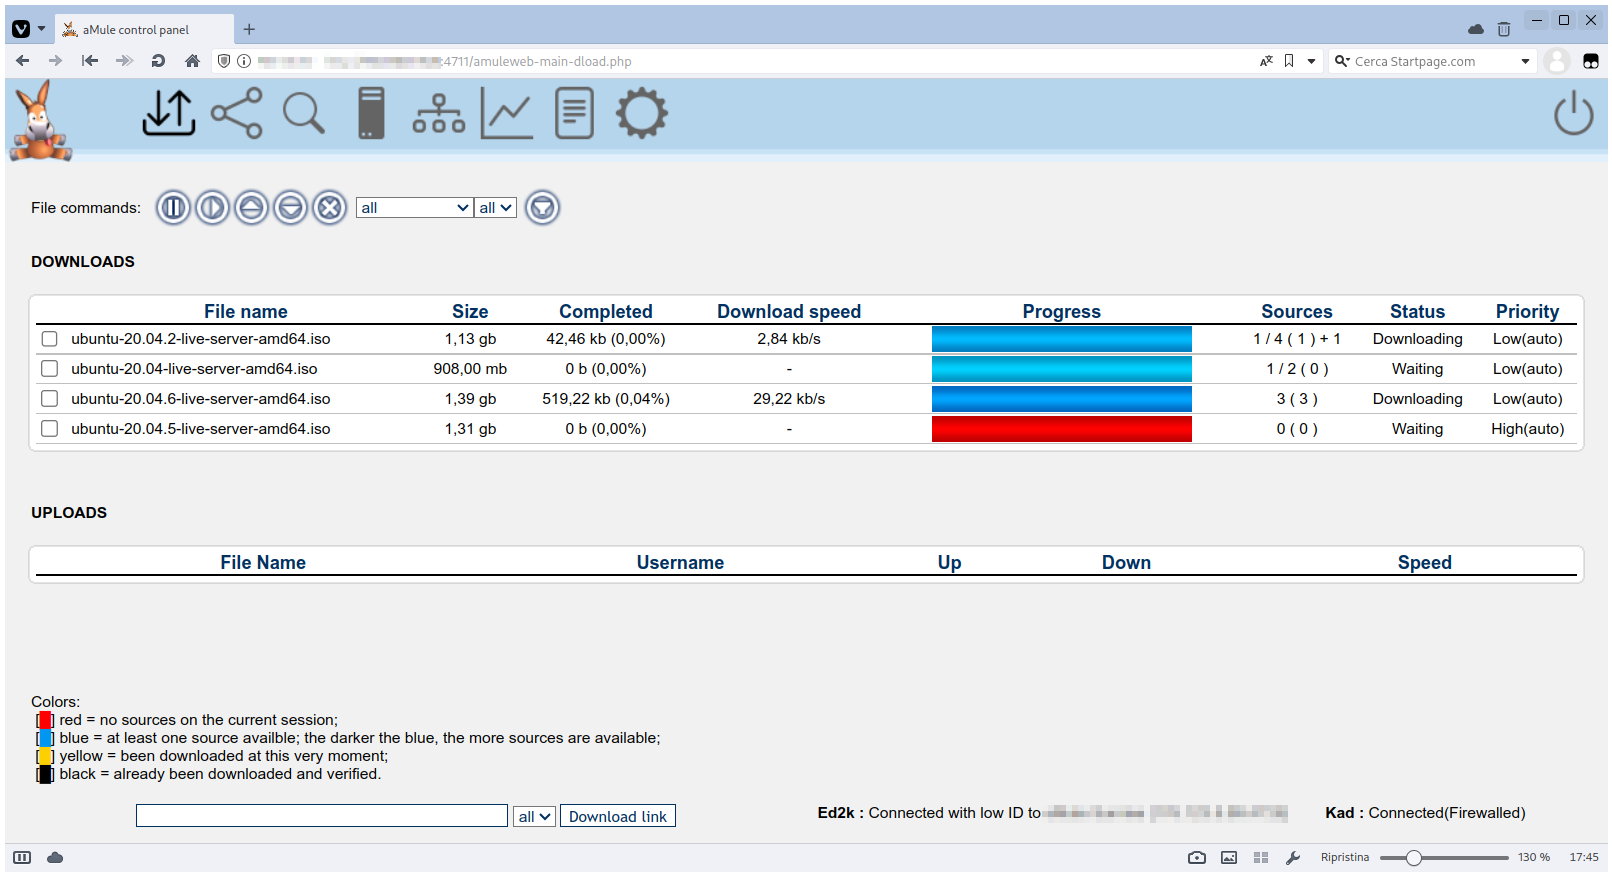 aMule control panel
:4711/amuleweb-main-dload.php
Cerca Startpage.com
File commands: all all
DOWNLOADS
File name Size Completed Download speed Progress Sources Status Priority
ubuntu-20.04.2-live-server-amd64.iso 1,13 gb 42,46 kb (0,00%) 2,84 kb/s 1 / 4 ( 1 ) + 1 Downloading Low(auto)
ubuntu-20.04-live-server-amd64.iso 908,00 mb 0 b (0,00%) - 1 / 2 ( 0 ) Waiting Low(auto)
ubuntu-20.04.6-live-server-amd64.iso 1,39 gb 519,22 kb (0,04%) 29,22 kb/s 3 ( 3 ) Downloading Low(auto)
ubuntu-20.04.5-live-server-amd64.iso 1,31 gb 0 b (0,00%) - 0 ( 0 ) Waiting High(auto)
UPLOADS
File Name Username Up Down Speed
Colors:
[ ] red = no sources on the current session;
[ ] blue = at least one source availble; the darker the blue, the more sources are available;
[ ] yellow = been downloaded at this very moment;
[ ] black = already been downloaded and verified.
all Download link Ed2k : Connected with low ID to Kad : Connected(Firewalled)
Ripristina 130 % 17:45